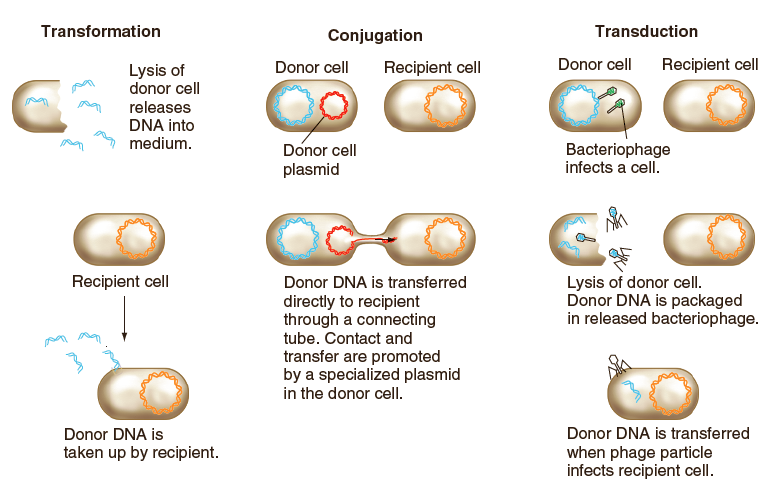 Transformation
Lysis of
donor cell
releases
DNA into
medium.
Recipient cell
Donor DNA is
taken up by recipient.
Conjugation
Donor cell
Recipient cell
Donor cell
plasmid
Donor DNA is transferred
directly to recipient
through a connecting
tube. Contact and
transfer are promoted
by a specialized plasmid
in the donor cell.
Transduction
Donor cell
Recipient cell
Bacteriophage
infects a cell.
Lysis of donor cell.
Donor DNA is packaged
in released bacteriophage.
Donor DNA is transferred
when phage particle
infects recipient cell.